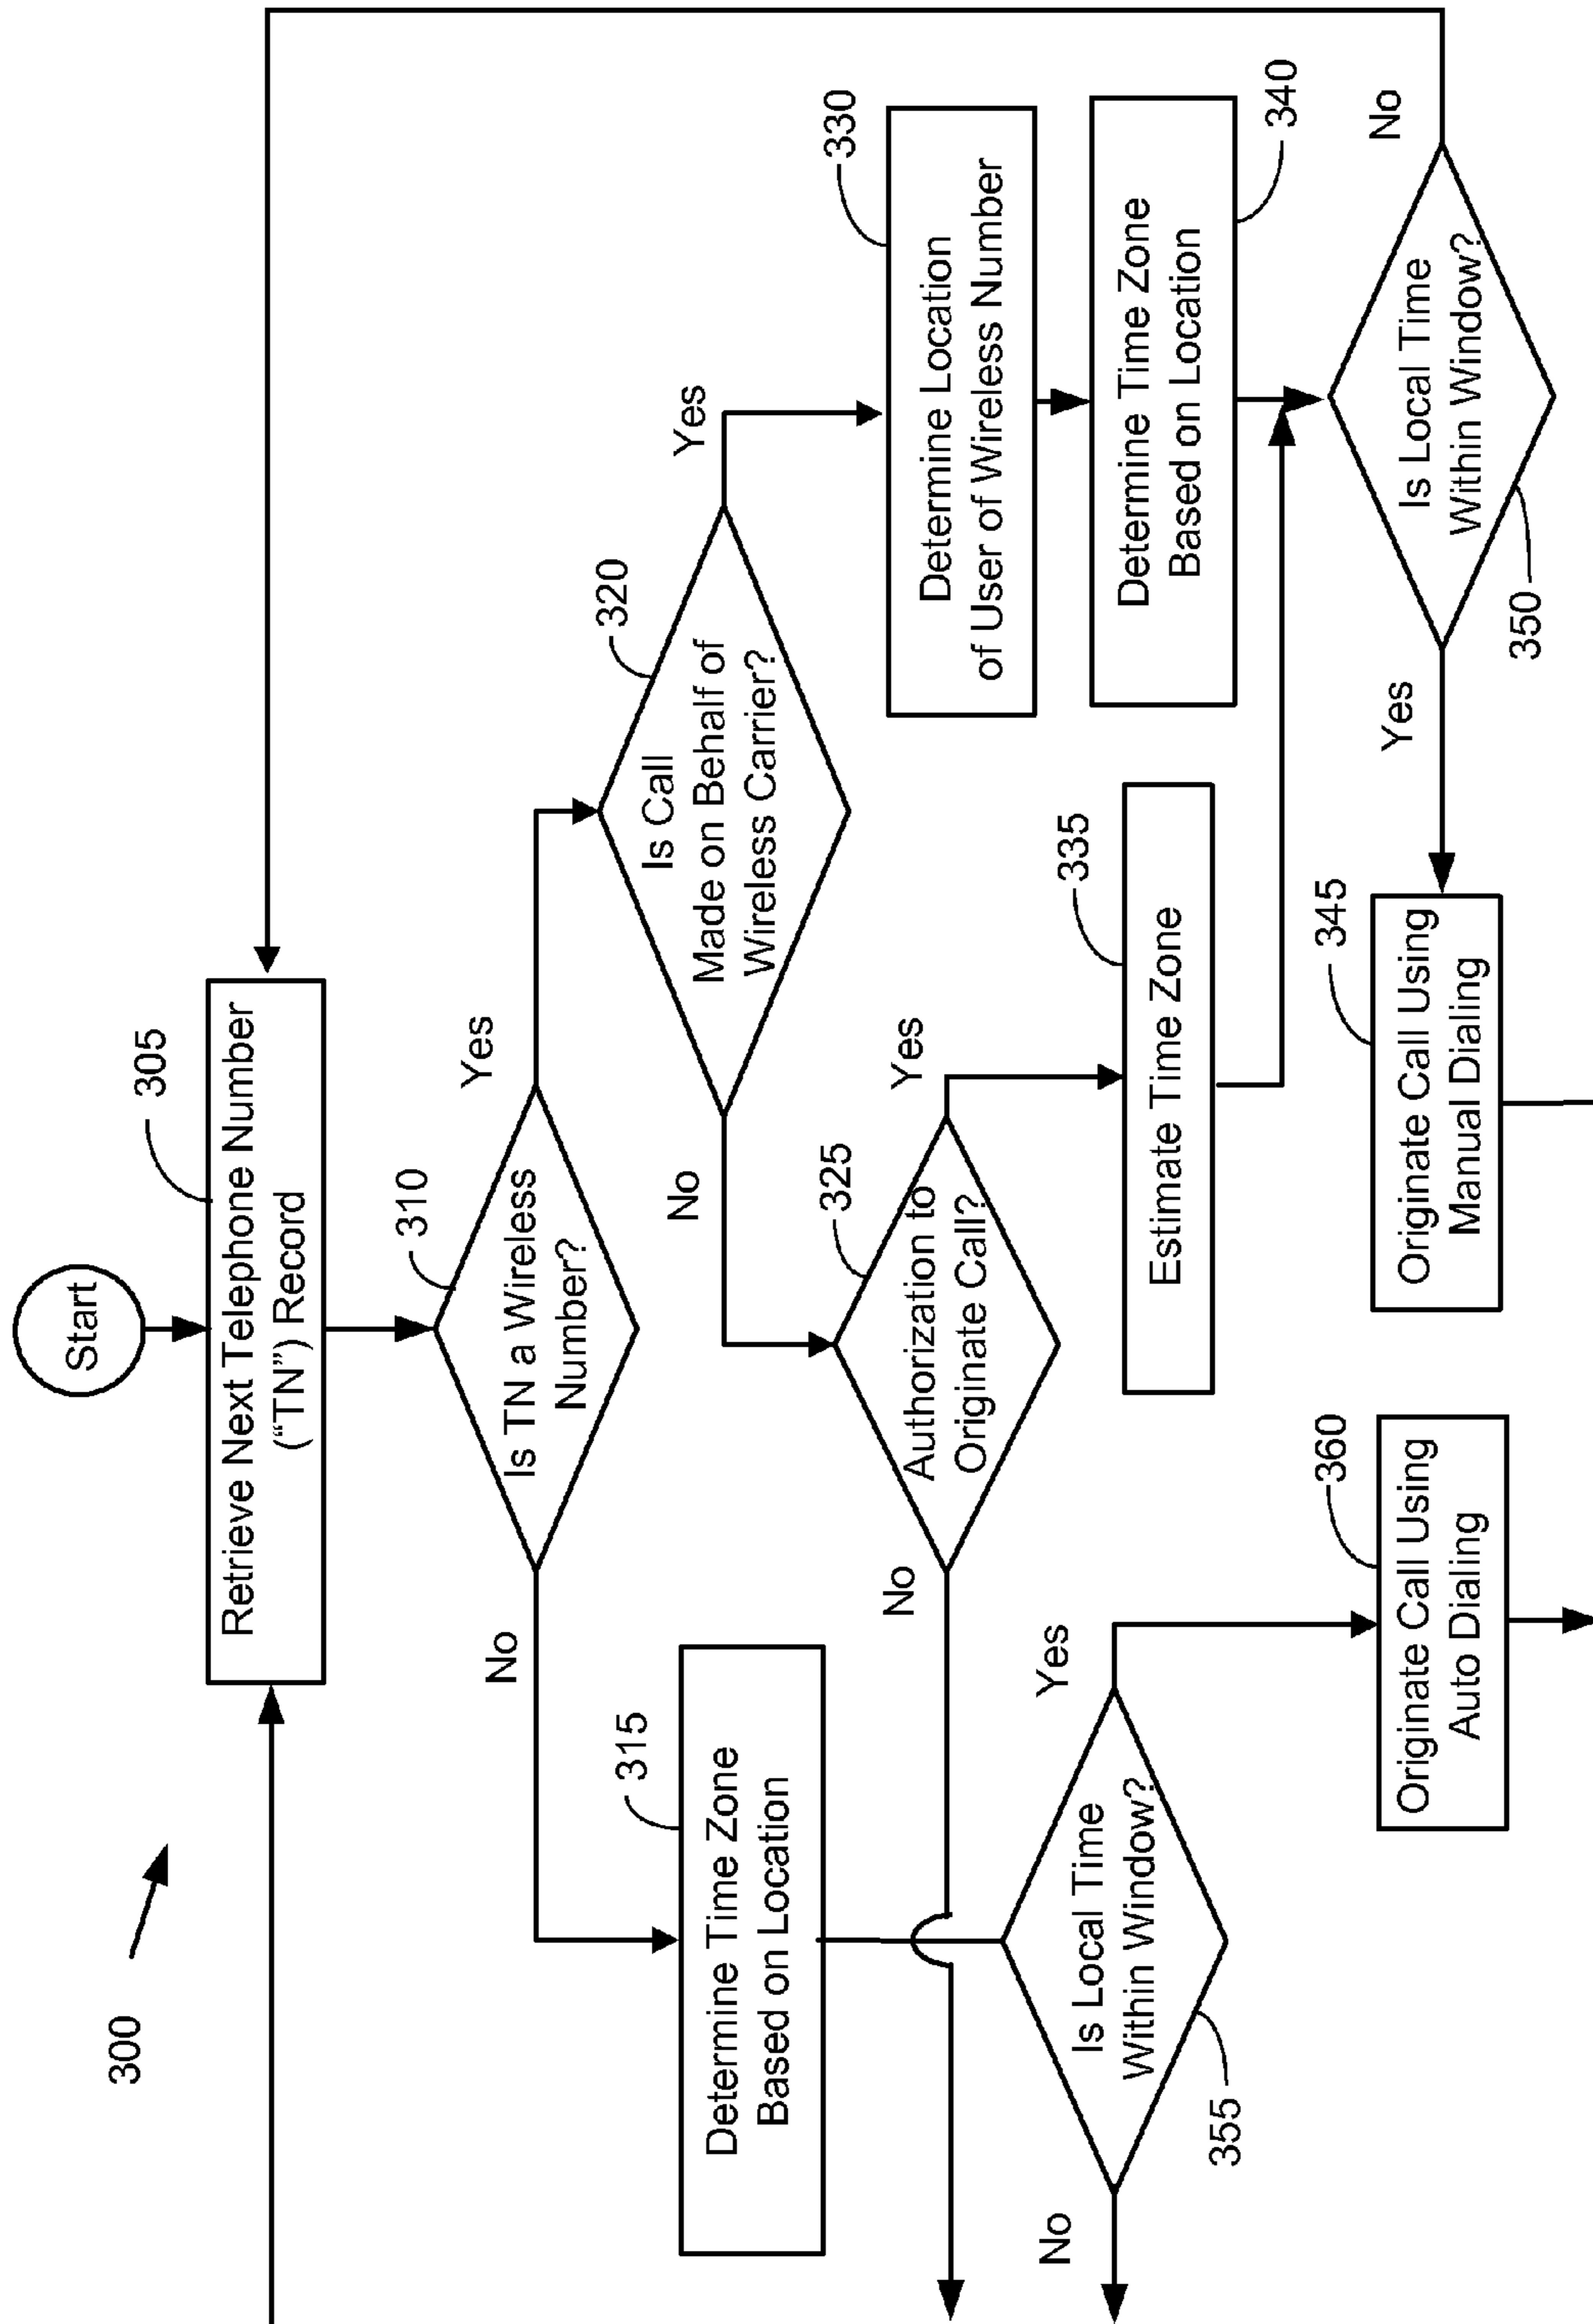 300
Start
305
Retrieve Next Telephone Number
(“TN”) Record
310
Is TN a Wireless
Number?
No
Yes
315
Determine Time Zone
Based on Location
320
Is Call
Made on Behalf of
Wireless Carrier?
No
Yes
325
Authorization to
Originate Call?
No
Yes
330
Determine Location
of User of Wireless Number
335
Estimate Time Zone
340
Determine Time Zone
Based on Location
Is Local Time
Within Window?
355
No
Yes
Is Local Time
Within Window?
350
Yes
No
360
Originate Call Using
Auto Dialing
345
Originate Call Using
Manual Dialing